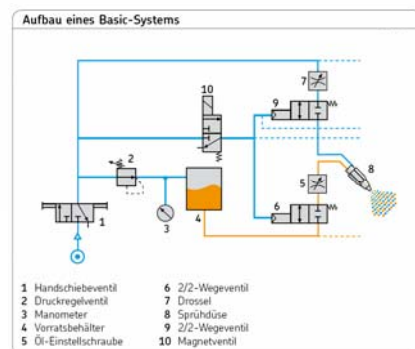 Aufbau eines Basic-Systems
10
7
9
2
8
5
6
1
3
4
1 Handschiebeventil
2 Druckregelventil
3 Manometer
4 Vorratsbehälter
5 Öl-Einstellschraube
6 2/2-Wegeventil
7 Drossel
8 Sprühdüse
9 2/2-Wegeventil
10 Magnetventil